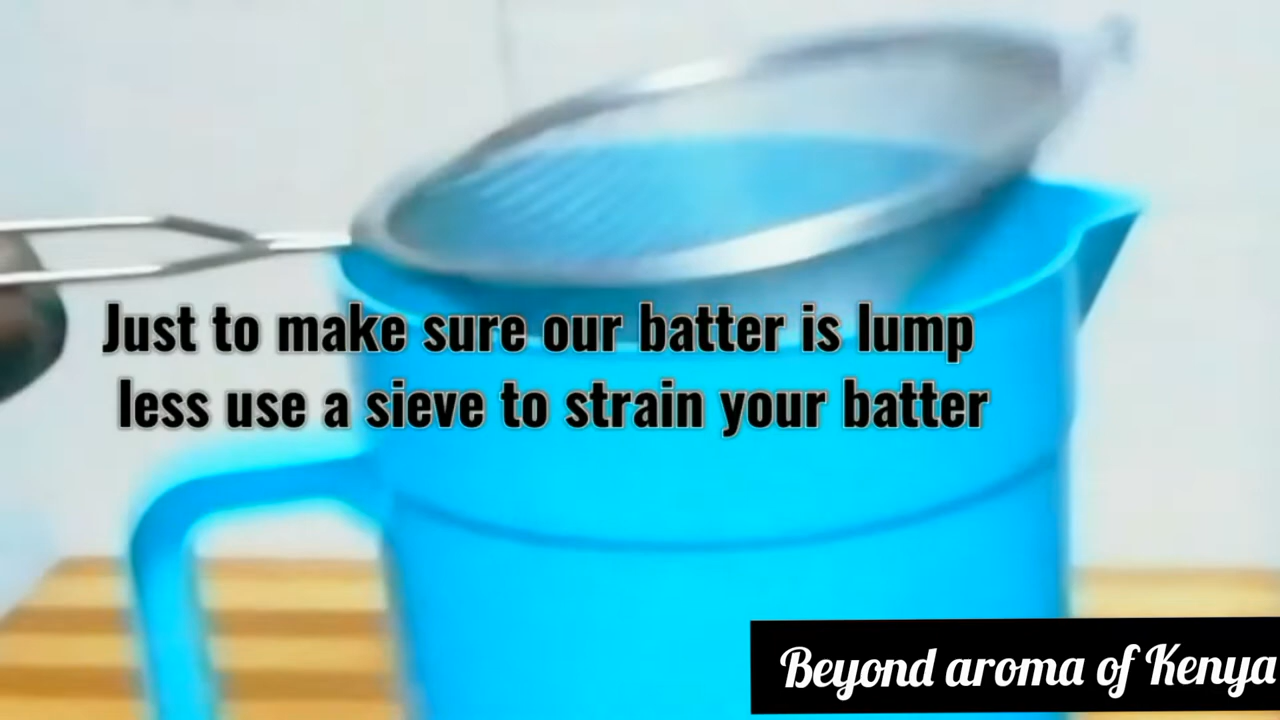 Just to make sure our batter is lump
less use a sieve to strain your batter
Beyond aroma of Kenya